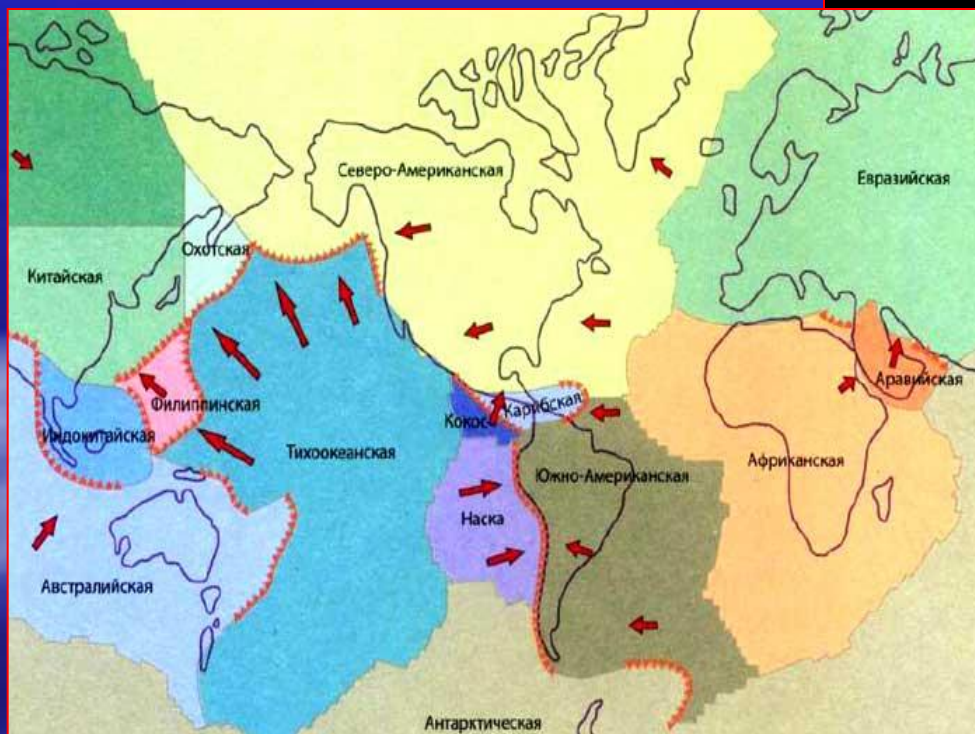 Северо-Американская
Евразийская
Охотская
Китайская
Филиппинская
Индокитайская
Тихоокеанская
Кокос
Карибская
Аравийская
Африканская
Южно-Американская
Наска
Австралийская
Антарктическая